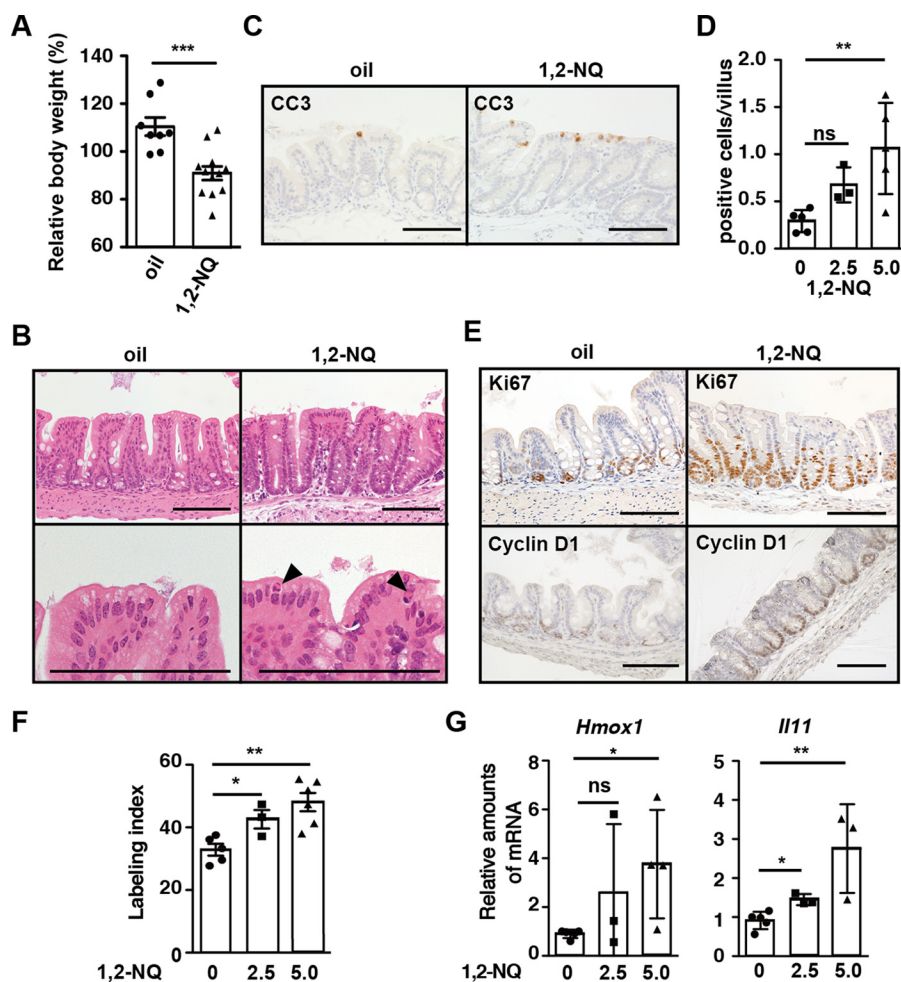 A
Relative body weight (%)
140
120
100
80
60
***
oil
1,2-NQ
C
oil
1,2-NQ
CC3
CC3
D
positive cells/villus
2.0
1.5
1.0
0.5
0.0
**
ns
0 2.5 5.0
1,2-NQ
B
oil
1,2-NQ
E
oil
1,2-NQ
Ki67
Ki67
Cyclin D1
Cyclin D1
F
Labeling index
60
40
20
0
**
*
1,2-NQ 0 2.5 5.0
G
Relative amounts
of mRNA
Hmox1
8
6
4
2
0
*
ns
1,2-NQ 0 2.5 5.0
Il11
5
4
3
2
1
0
**
*
0 2.5 5.0